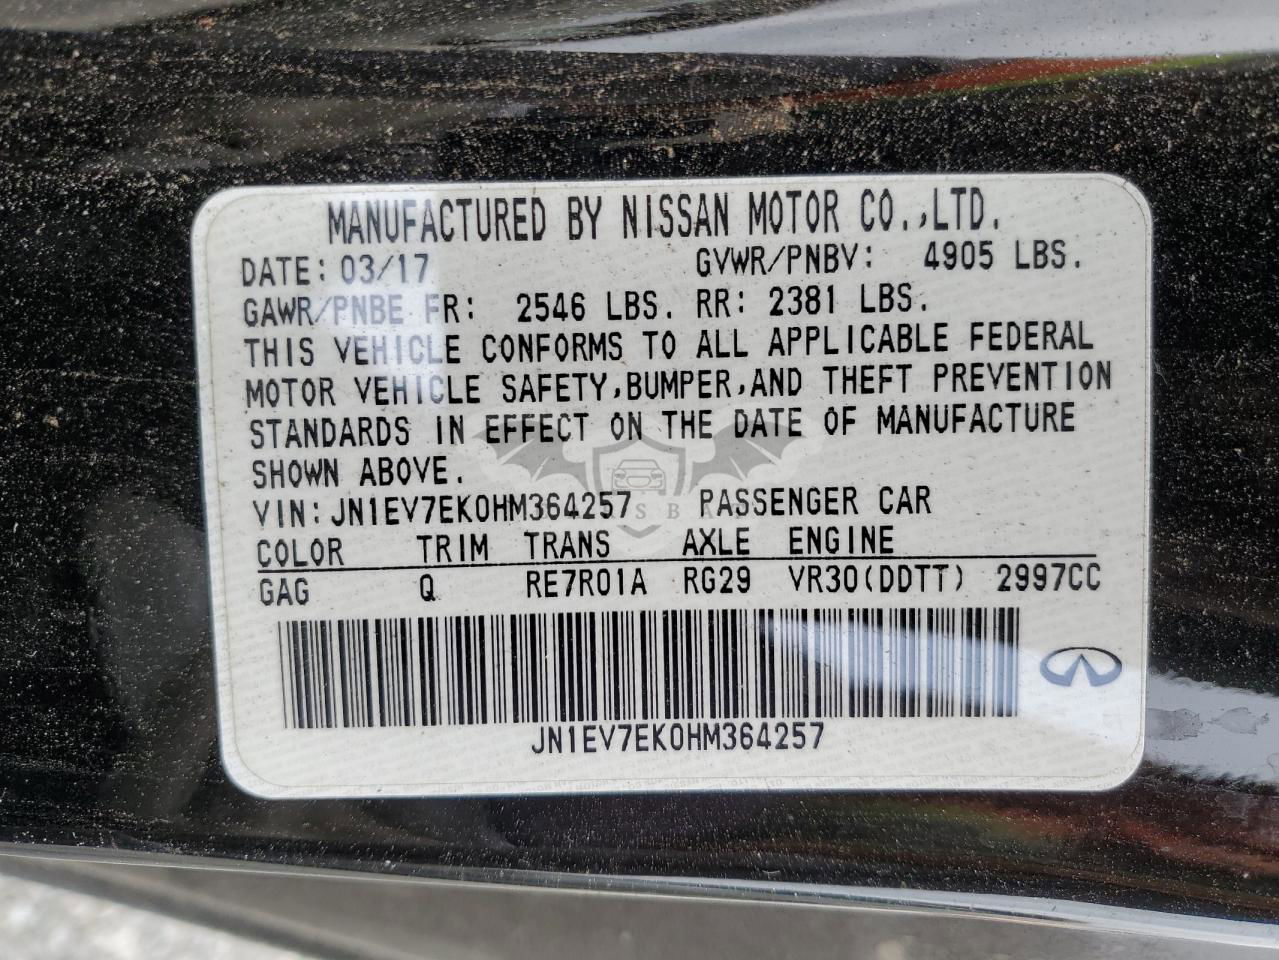 MANUFACTURED BY NISSAN MOTOR CO.,LTD.
DATE: 03/17 GVWR/PNBV: 4905 LBS.
GAWR/PNBE FR: 2546 LBS. RR: 2381 LBS.
THIS VEHICLE CONFORMS TO ALL APPLICABLE FEDERAL
MOTOR VEHICLE SAFETY,BUMPER,AND THEFT PREVENTION
STANDARDS IN EFFECT ON THE DATE OF MANUFACTURE
SHOWN ABOVE.
VIN:JN1EV7EK0HM364257 PASSENGER CAR
COLOR TRIM TRANS AXLE ENGINE
GAG Q RE7R01A RG29 VR30(DDTT) 2997CC
JN1EV7EK0HM364257